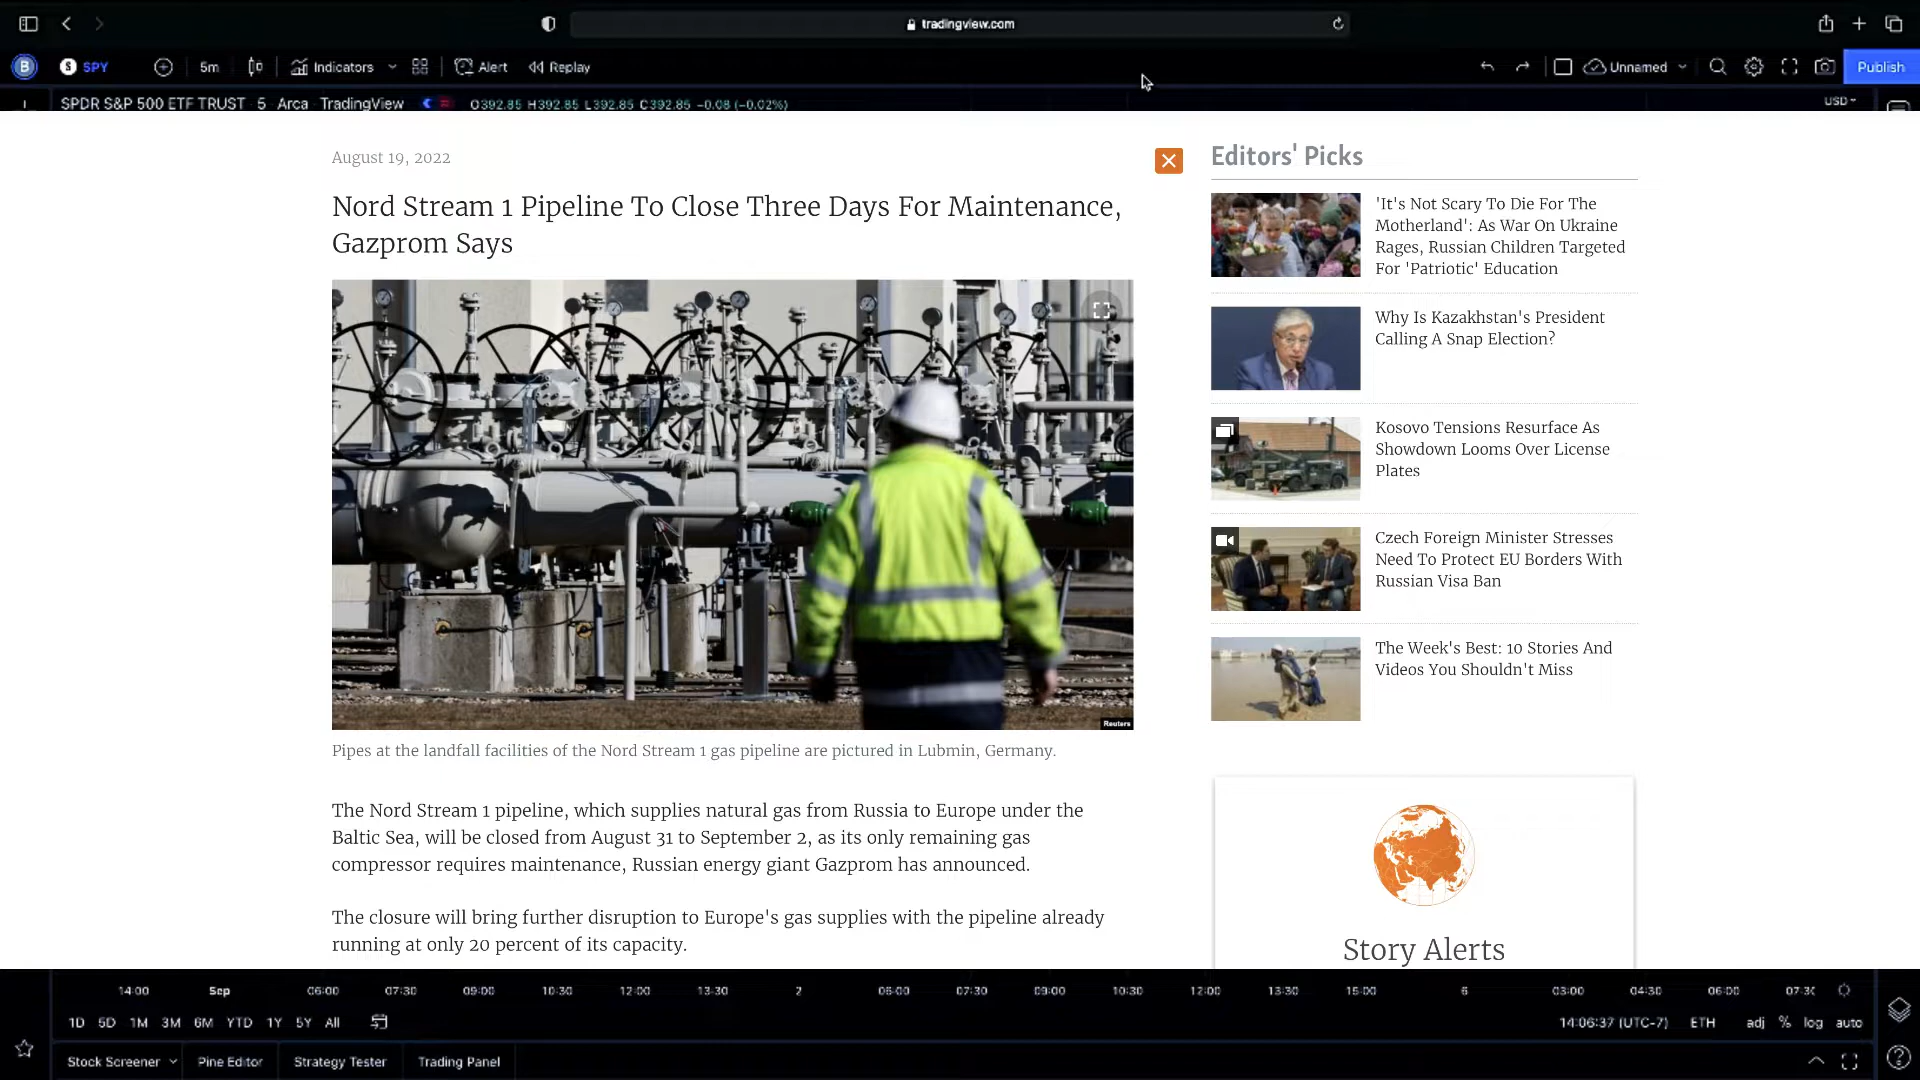 tradingview.com
B
S SPY
5m
Indicators
Alert
Replay
Unnamed
Publish
SPDR S&P 500 ETF TRUST · 5 · Arca · TradingView
O392.85 H392.85 L392.85 C392.85 −0.08 (−0.02%)
USD
August 19, 2022
Nord Stream 1 Pipeline To Close Three Days For Maintenance,
Gazprom Says
Reuters
Pipes at the landfall facilities of the Nord Stream 1 gas pipeline are pictured in Lubmin, Germany.
The Nord Stream 1 pipeline, which supplies natural gas from Russia to Europe under the
Baltic Sea, will be closed from August 31 to September 2, as its only remaining gas
compressor requires maintenance, Russian energy giant Gazprom has announced.
The closure will bring further disruption to Europe's gas supplies with the pipeline already
running at only 20 percent of its capacity.
Editors' Picks
'It's Not Scary To Die For The
Motherland': As War On Ukraine
Rages, Russian Children Targeted
For 'Patriotic' Education
Why Is Kazakhstan's President
Calling A Snap Election?
Kosovo Tensions Resurface As
Showdown Looms Over License
Plates
Czech Foreign Minister Stresses
Need To Protect EU Borders With
Russian Visa Ban
The Week's Best: 10 Stories And
Videos You Shouldn't Miss
Story Alerts
14:00 Sep 06:00 07:30 09:00 10:30 12:00 13:30 2 06:00 07:30 09:00 10:30 12:00 13:30 15:00 6 03:00 04:30 06:00 07:3
1D 5D 1M 3M 6M YTD 1Y 5Y All
14:06:37 (UTC-7) ETH adj % log auto
Stock Screener Pine Editor Strategy Tester Trading Panel